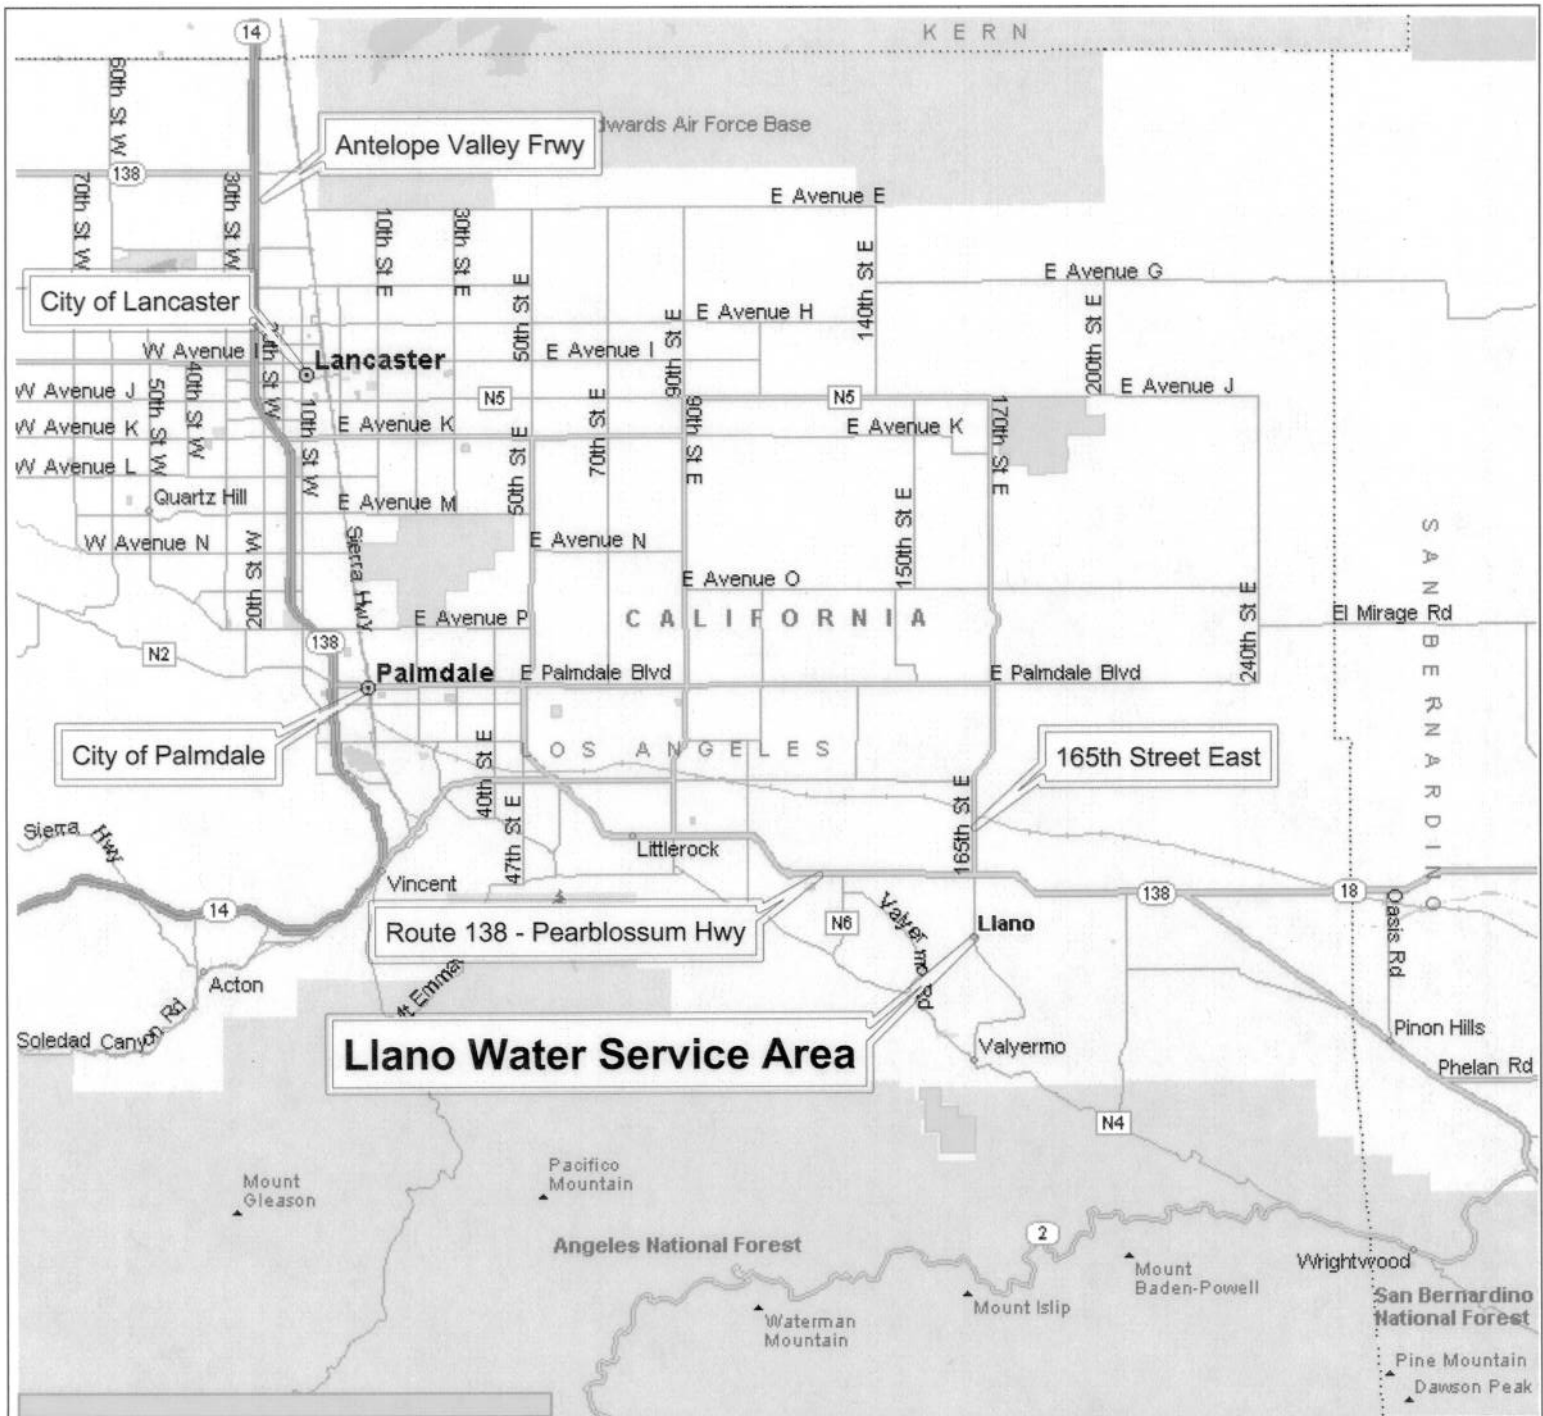 14
KERN
60th St W
Edwards Air Force Base
Antelope Valley Frwy
138
70th St W
30th St W
10th St E
30th St E
E Avenue E
140th St E
E Avenue G
City of Lancaster
50th St E
90th St E
E Avenue H
200th St E
W Avenue I
E Avenue I
Lancaster
W Avenue J
50th St W
40th St W
N5
70th St E
N5
E Avenue J
10th St W
90th St E
170th St E
W Avenue K
E Avenue K
E Avenue K
W Avenue L
50th St E
Quartz Hill
E Avenue M
150th St E
W Avenue N
20th St W
Sierra Hwy
E Avenue N
E Avenue O
E Avenue P
CALIFORNIA
240th St E
El Mirage Rd
SAN BERNARDINO
138
N2
Palmdale
E Palmdale Blvd
E Palmdale Blvd
City of Palmdale
40th St E
LOS ANGELES
165th Street East
165th St E
47th St E
Sierra Hwy
Littlerock
Vincent
14
Route 138 - Pearblossum Hwy
N6
Valyermo Rd
Llano
138
18
Oasis Rd
Acton
Mt Emma
Soledad Canyon Rd
Llano Water Service Area
Valyermo
Pinon Hills
Phelan Rd
N4
Mount
Gleason
Pacifico
Mountain
Angeles National Forest
2
Mount
Baden-Powell
Wrightwood
Waterman
Mountain
Mount Islip
San Bernardino
National Forest
Pine Mountain
Dawson Peak